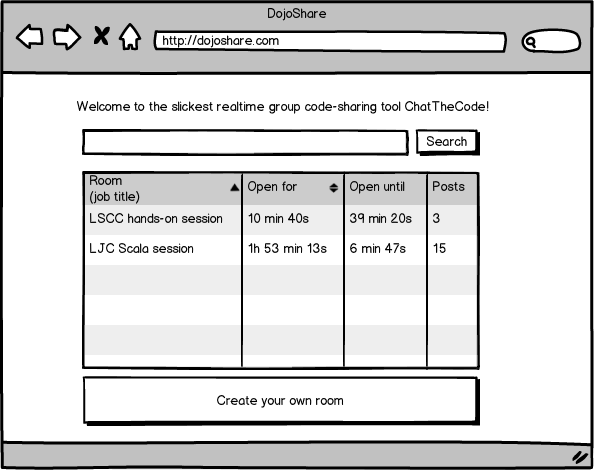 DojoShare
http://dojoshare.com
Welcome to the slickest realtime group code-sharing tool ChatTheCode!
Search
Room
(job title) Open for Open until Posts
LSCC hands-on session 10 min 40s 39 min 20s 3
LJC Scala session 1h 53 min 13s 6 min 47s 15
Create your own room